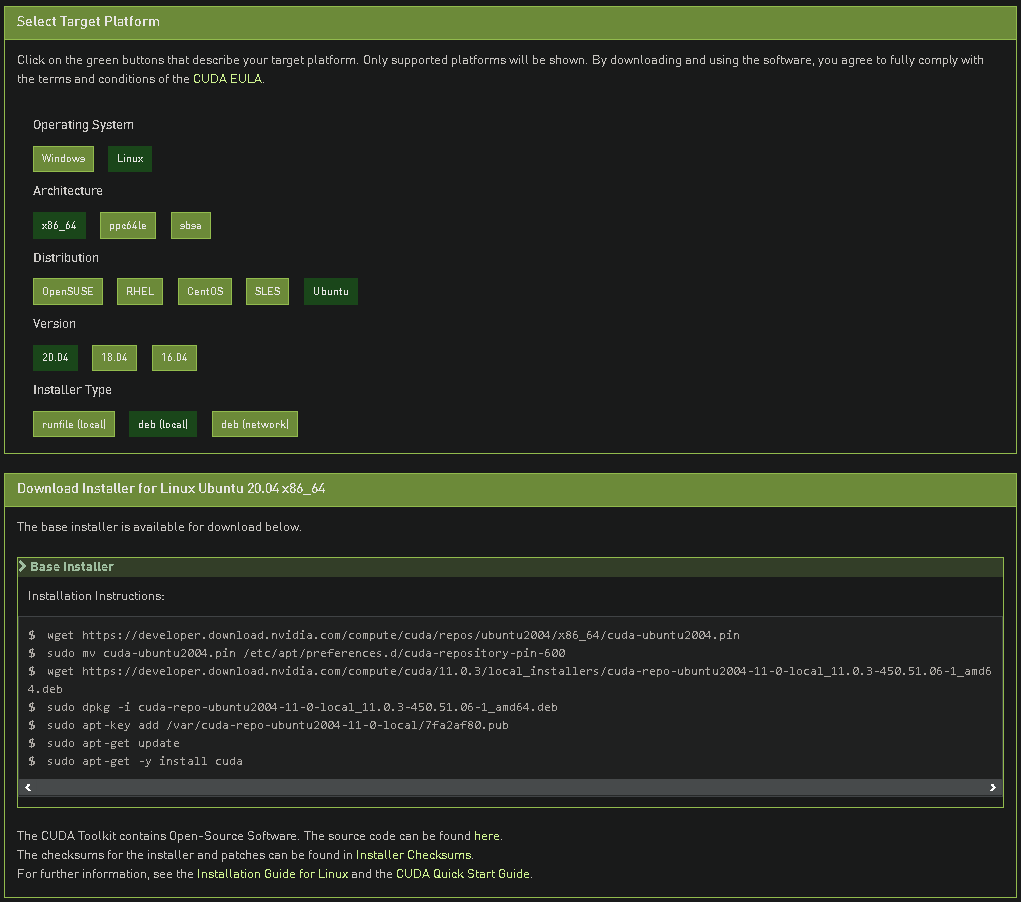 Select Target Platform
Click on the green buttons that describe your target platform. Only supported platforms will be shown. By downloading and using the software, you agree to fully comply with
the terms and conditions of the CUDA EULA.
Operating System
Windows Linux
Architecture
x86_64 ppc64le sbsa
Distribution
OpenSUSE RHEL CentOS SLES Ubuntu
Version
20.04 18.04 16.04
Installer Type
runfile (local) deb (local) deb (network)
Download Installer for Linux Ubuntu 20.04 x86_64
The base installer is available for download below.
Base Installer
Installation Instructions:
$ wget https://developer.download.nvidia.com/compute/cuda/repos/ubuntu2004/x86_64/cuda-ubuntu2004.pin
$ sudo mv cuda-ubuntu2004.pin /etc/apt/preferences.d/cuda-repository-pin-600
$ wget https://developer.download.nvidia.com/compute/cuda/11.0.3/local_installers/cuda-repo-ubuntu2004-11-0-local_11.0.3-450.51.06-1_amd6
4.deb
$ sudo dpkg -i cuda-repo-ubuntu2004-11-0-local_11.0.3-450.51.06-1_amd64.deb
$ sudo apt-key add /var/cuda-repo-ubuntu2004-11-0-local/7fa2af80.pub
$ sudo apt-get update
$ sudo apt-get -y install cuda
The CUDA Toolkit contains Open-Source Software. The source code can be found here.
The checksums for the installer and patches can be found in Installer Checksums.
For further information, see the Installation Guide for Linux and the CUDA Quick Start Guide.